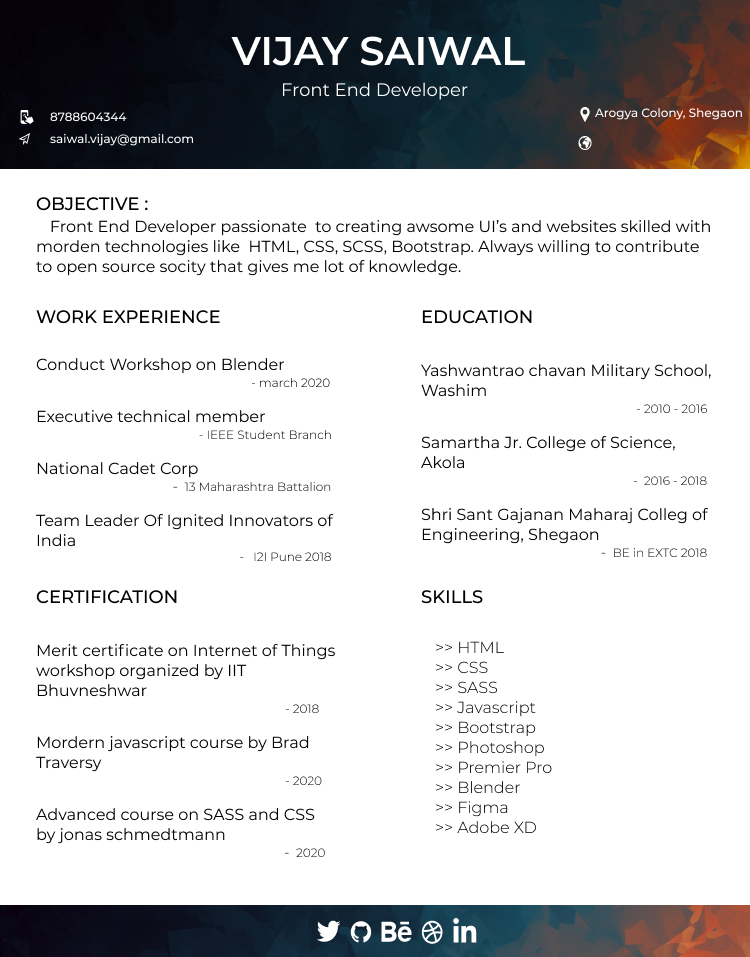 VIJAY SAIWAL
Front End Developer
8788604344
saiwal.vijay@gmail.com
Arogya Colony, Shegaon
OBJECTIVE :
Front End Developer passionate  to creating awsome UI’s and websites skilled with
morden technologies like  HTML, CSS, SCSS, Bootstrap. Always willing to contribute
to open source socity that gives me lot of knowledge.
WORK EXPERIENCE
Conduct Workshop on Blender
- march 2020
Executive technical member
- IEEE Student Branch
National Cadet Corp
- 13 Maharashtra Battalion
Team Leader Of Ignited Innovators of
India
- I2I Pune 2018
EDUCATION
Yashwantrao chavan Military School,
Washim
- 2010 - 2016
Samartha Jr. College of Science,
Akola
- 2016 - 2018
Shri Sant Gajanan Maharaj Colleg of
Engineering, Shegaon
- BE in EXTC 2018
CERTIFICATION
Merit certificate on Internet of Things
workshop organized by IIT
Bhuvneshwar
- 2018
Mordern javascript course by Brad
Traversy
- 2020
Advanced course on SASS and CSS
by jonas schmedtmann
- 2020
SKILLS
>> HTML
>> CSS
>> SASS
>> Javascript
>> Bootstrap
>> Photoshop
>> Premier Pro
>> Blender
>> Figma
>> Adobe XD
Bē in